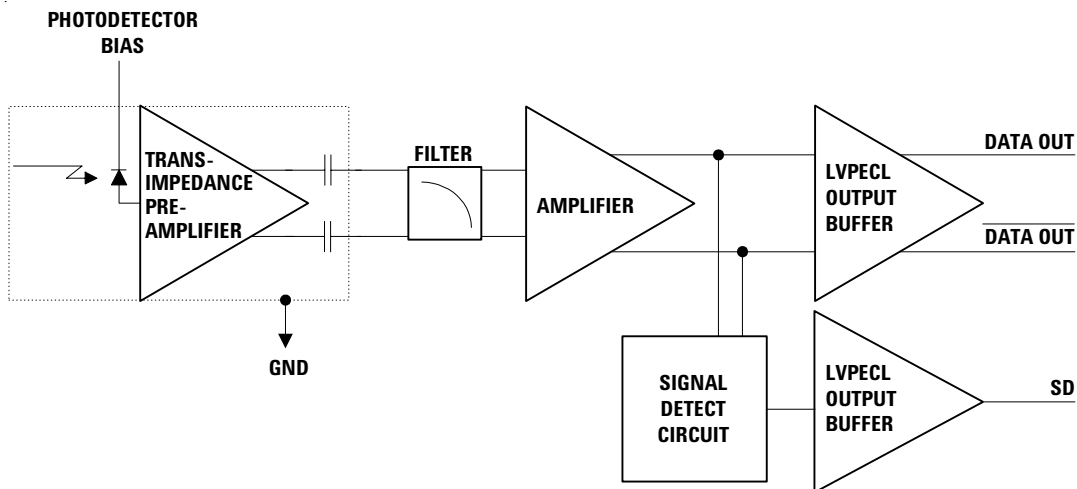 PHOTODETECTOR
BIAS
TRANS-
IMPEDANCE
PRE-
AMPLIFIER
FILTER
AMPLIFIER
LVPECL
OUTPUT
BUFFER
DATA OUT
DATA OUT
GND
SIGNAL
DETECT
CIRCUIT
LVPECL
OUTPUT
BUFFER
SD